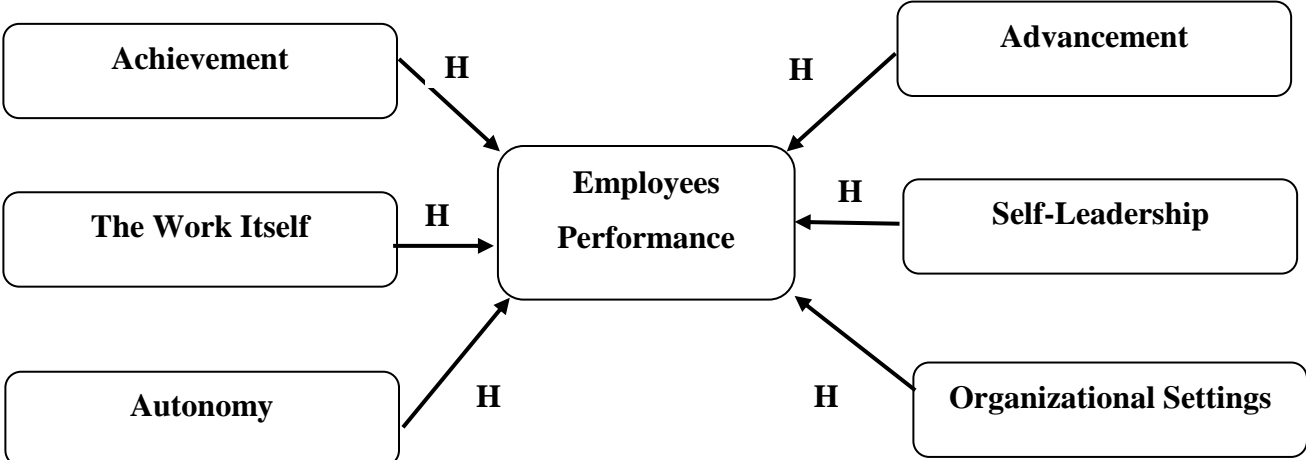 Achievement
H
H
Advancement
The Work Itself
H
Employees
Performance
H
Self-Leadership
Autonomy
H
H
Organizational Settings